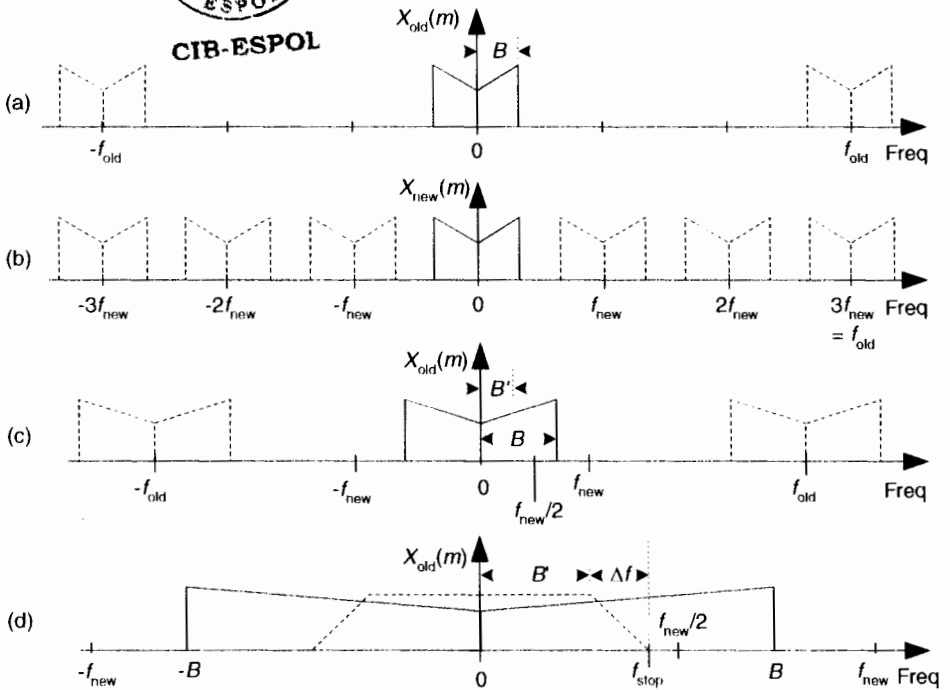 ESPOL
CIB-ESPOL
(a)
X_old(m)
B
-f_old
0
f_old
Freq
(b)
X_new(m)
-3f_new
-2f_new
-f_new
0
f_new
2f_new
3f_new
= f_old
Freq
(c)
X_old(m)
B'
B
-f_old
-f_new
0
f_new/2
f_new
f_old
Freq
(d)
X_old(m)
B'
Δf
f_new/2
-f_new
-B
0
f_stop
B
f_new
Freq